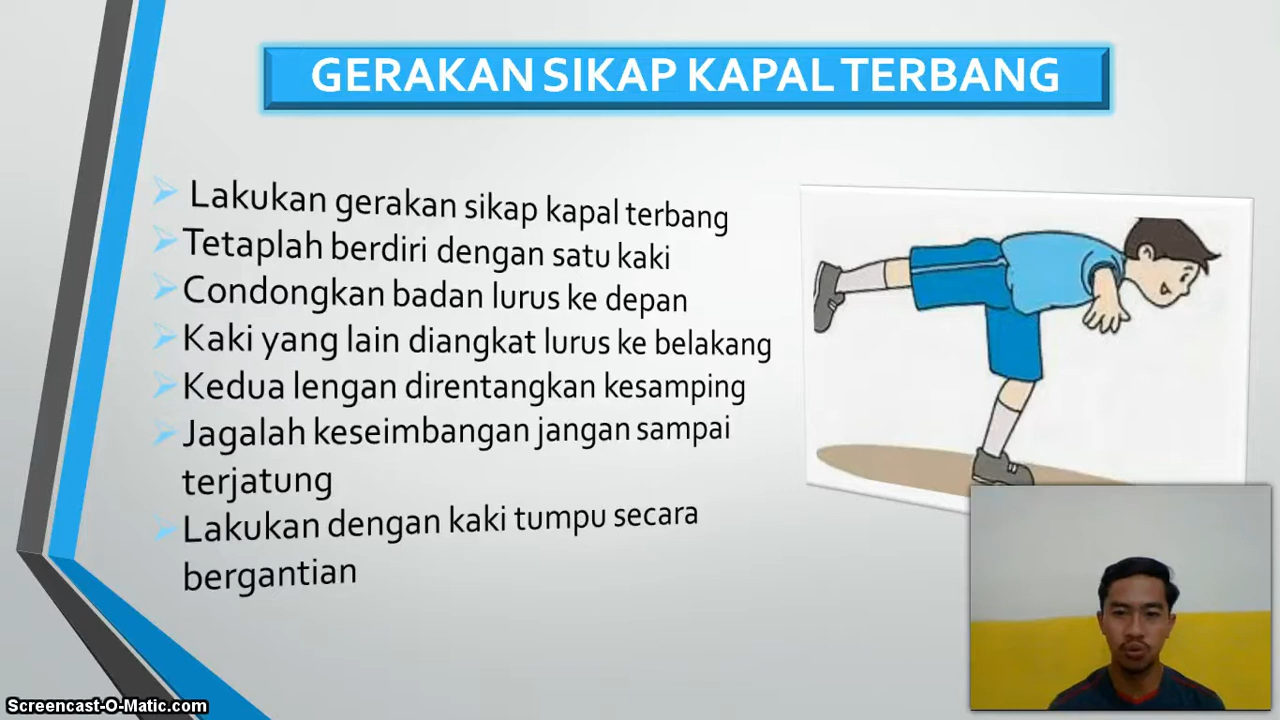 GERAKAN SIKAP KAPAL TERBANG
Lakukan gerakan sikap kapal terbang
Tetaplah berdiri dengan satu kaki
Condongkan badan lurus ke depan
Kaki yang lain diangkat lurus ke belakang
Kedua lengan direntangkan kesamping
Jagalah keseimbangan jangan sampai
terjatung
Lakukan dengan kaki tumpu secara
bergantian
Screencast-O-Matic.com